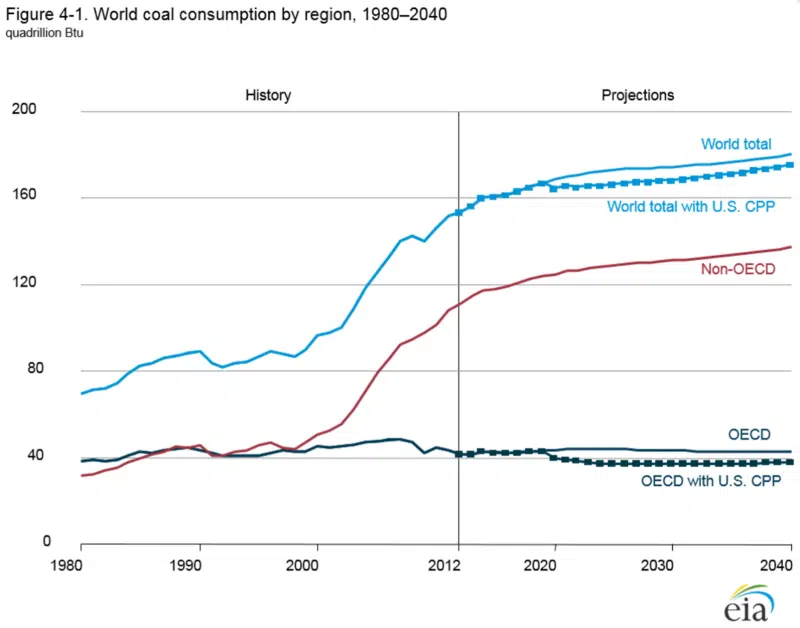 Figure 4-1. World coal consumption by region, 1980–2040
quadrillion Btu
History
Projections
200
World total
160
World total with U.S. CPP
120
Non-OECD
80
OECD
40
OECD with U.S. CPP
0
1980
1990
2000
2012
2020
2030
2040
eia